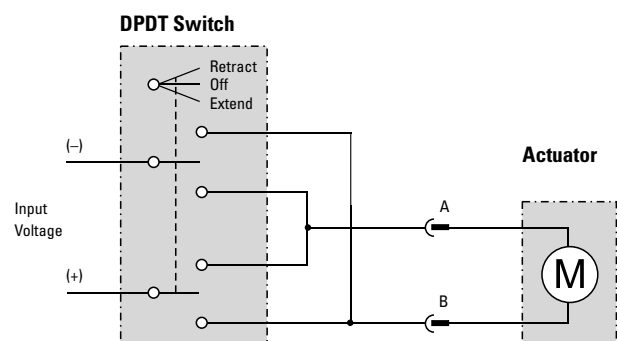 DPDT Switch
Retract
Off
Extend
(–)
Actuator
Input
Voltage
A
(+)
M
B